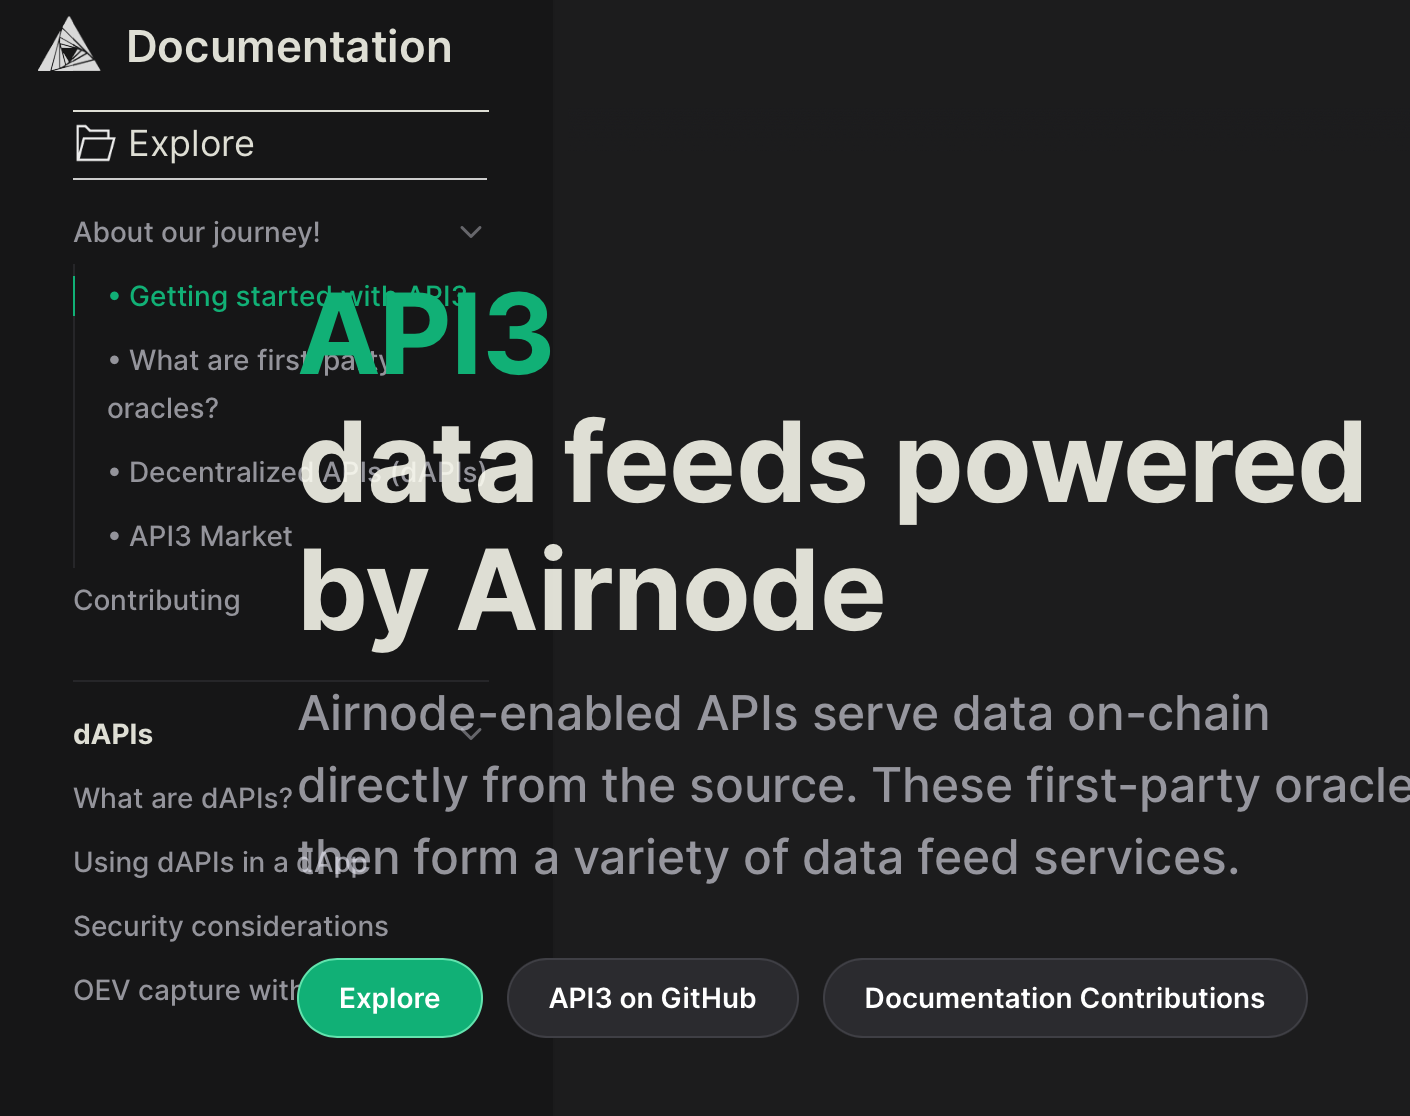 Documentation
Explore
About our journey!
• Getting started with API3
• What are first-party
oracles?
• Decentralized APIs (dAPIs)
• API3 Market
Contributing
dAPIs
What are dAPIs?
Using dAPIs in a dApp
Security considerations
OEV capture with
API3
data feeds powered
by Airnode
Airnode-enabled APIs serve data on-chain
directly from the source. These first-party oracle
then form a variety of data feed services.
Explore
API3 on GitHub
Documentation Contributions